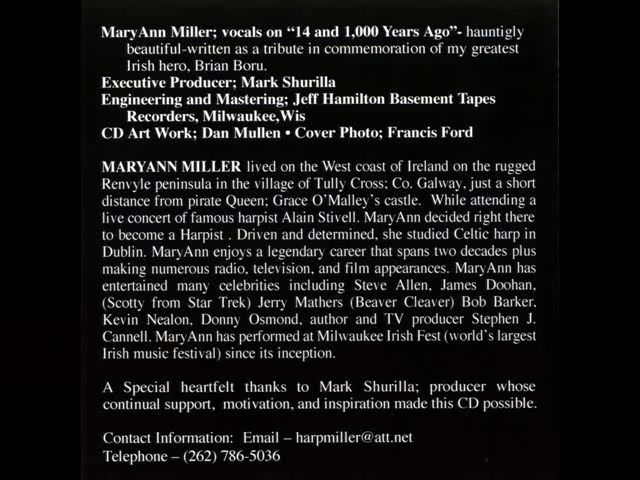 MaryAnn Miller; vocals on “14 and 1,000 Years Ago”- hauntigly
beautiful-written as a tribute in commemoration of my greatest
Irish hero, Brian Boru.
Executive Producer; Mark Shurilla
Engineering and Mastering; Jeff Hamilton Basement Tapes
Recorders, Milwaukee,Wis
CD Art Work; Dan Mullen • Cover Photo; Francis Ford
MARYANN MILLER lived on the West coast of Ireland on the rugged
Renvyle peninsula in the village of Tully Cross; Co. Galway, just a short
distance from pirate Queen; Grace O’Malley’s castle. While attending a
live concert of famous harpist Alain Stivell. MaryAnn decided right there
to become a Harpist . Driven and determined, she studied Celtic harp in
Dublin. MaryAnn enjoys a legendary career that spans two decades plus
making numerous radio, television, and film appearances. MaryAnn has
entertained many celebrities including Steve Allen, James Doohan,
(Scotty from Star Trek) Jerry Mathers (Beaver Cleaver) Bob Barker,
Kevin Nealon, Donny Osmond, author and TV producer Stephen J.
Cannell. MaryAnn has performed at Milwaukee Irish Fest (world’s largest
Irish music festival) since its inception.
A Special heartfelt thanks to Mark Shurilla; producer whose
continual support, motivation, and inspiration made this CD possible.
Contact Information: Email – harpmiller@att.net
Telephone – (262) 786-5036